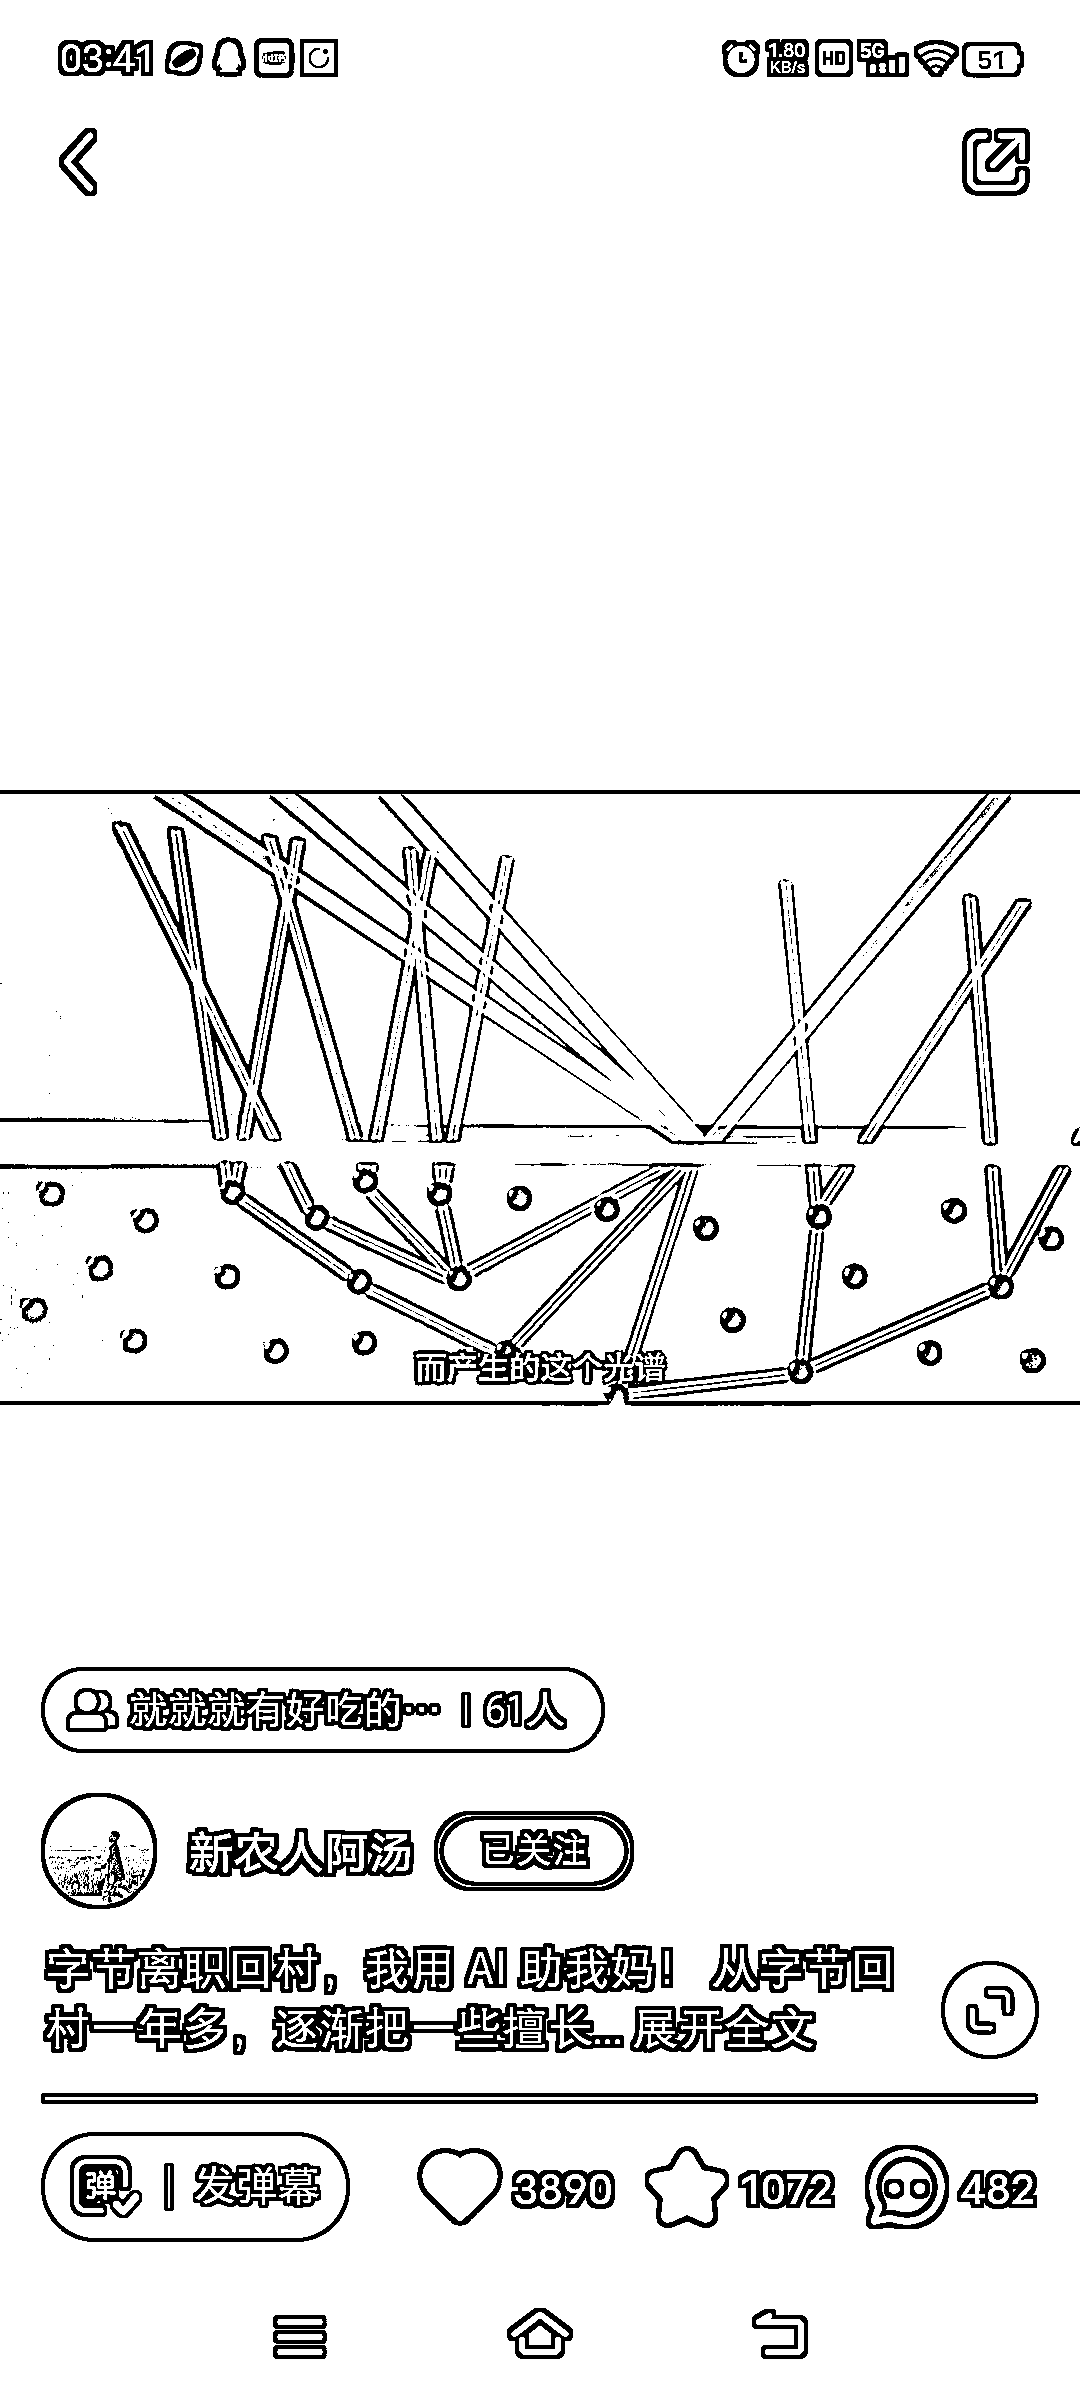 03:41
1.80
KB/s
HD
5G
51
而产生的这个光谱
就就就有好吃的… | 61人
新农人阿汤
已关注
字节离职回村，我用 AI 助我妈！ 从字节回
村一年多，逐渐把一些擅长... 展开全文
弹 | 发弹幕
3890
1072
482